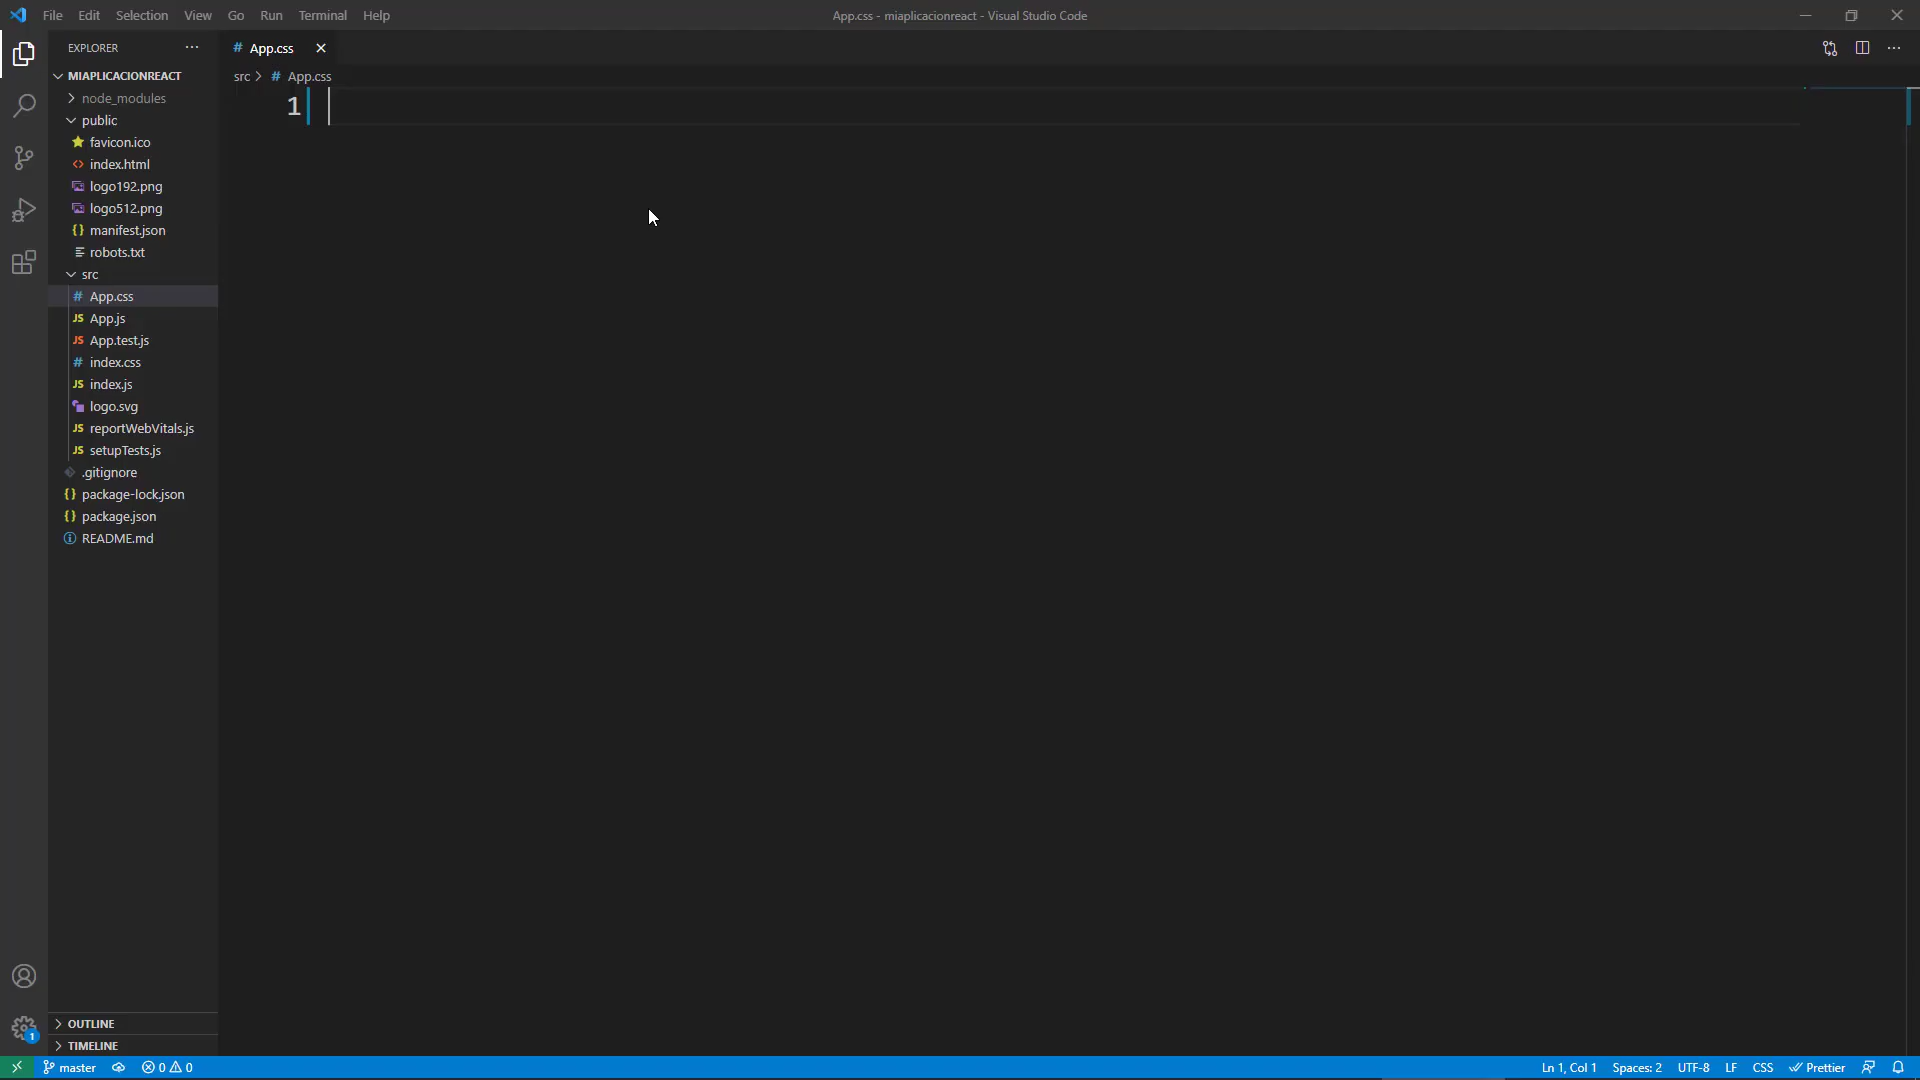 File Edit Selection View Go Run Terminal Help
App.css - miaplicacionreact - Visual Studio Code
EXPLORER
App.css
MIAPLICACIONREACT
src > App.css
node_modules
1
public
favicon.ico
index.html
logo192.png
logo512.png
manifest.json
robots.txt
src
App.css
App.js
App.test.js
index.css
index.js
logo.svg
reportWebVitals.js
setupTests.js
.gitignore
package-lock.json
package.json
README.md
OUTLINE
1
TIMELINE
master 0 0
Ln 1, Col 1 Spaces: 2 UTF-8 LF CSS Prettier